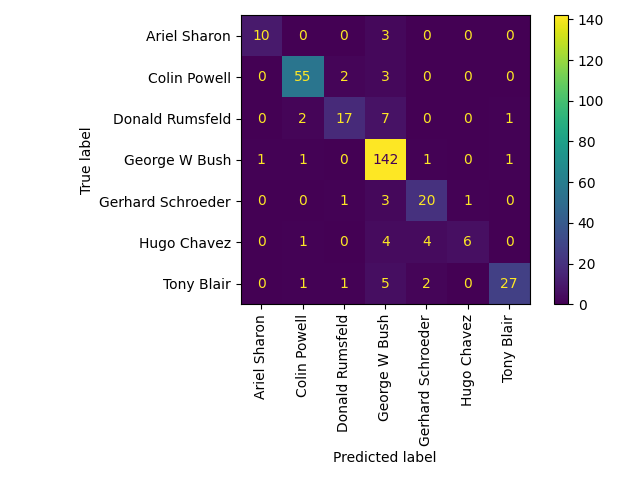 True label
Ariel Sharon 10 0 0 3 0 0 0
Colin Powell 0 55 2 3 0 0 0
Donald Rumsfeld 0 2 17 7 0 0 1
George W Bush 1 1 0 142 1 0 1
Gerhard Schroeder 0 0 1 3 20 1 0
Hugo Chavez 0 1 0 4 4 6 0
Tony Blair 0 1 1 5 2 0 27
Ariel Sharon
Colin Powell
Donald Rumsfeld
George W Bush
Gerhard Schroeder
Hugo Chavez
Tony Blair
Predicted label
140
120
100
80
60
40
20
0